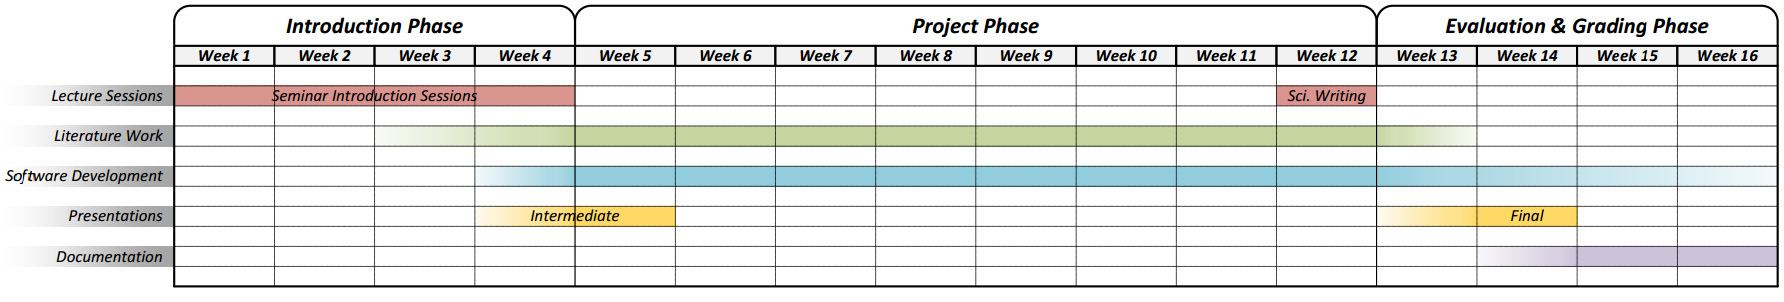 Introduction Phase Project Phase Evaluation & Grading Phase
Week 1 Week 2 Week 3 Week 4 Week 5 Week 6 Week 7 Week 8 Week 9 Week 10 Week 11 Week 12 Week 13 Week 14 Week 15 Week 16
Lecture Sessions Seminar Introduction Sessions Sci. Writing
Literature Work
Software Development
Presentations Intermediate Final
Documentation